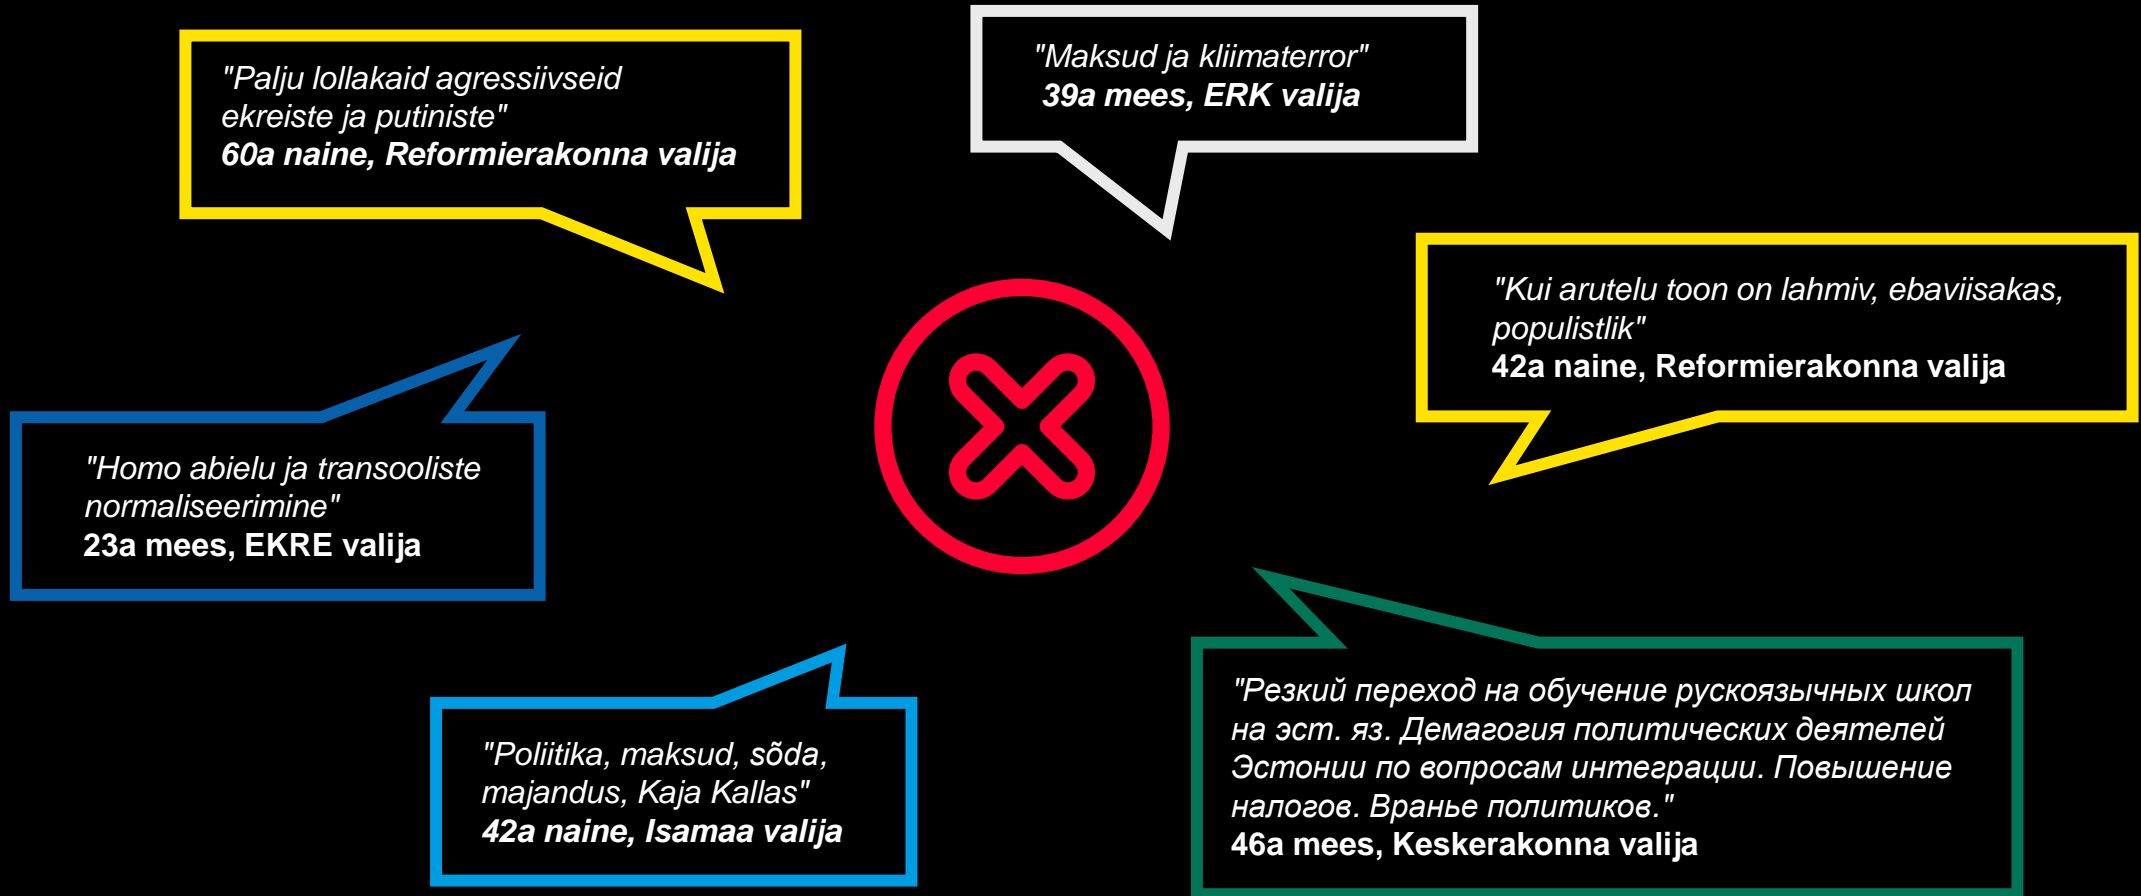 "Palju lollakaid agressiivseid
ekreiste ja putiniste"
60a naine, Reformierakonna valija
"Maksud ja kliimaterror"
39a mees, ERK valija
"Kui arutelu toon on lahmiv, ebaviisakas,
populistlik"
42a naine, Reformierakonna valija
"Homo abielu ja transooliste
normaliseerimine"
23a mees, EKRE valija
"Poliitika, maksud, sõda,
majandus, Kaja Kallas"
42a naine, Isamaa valija
"Резкий переход на обучение рускоязычных школ
на эст. яз. Демагогия политических деятелей
Эстонии по вопросам интеграции. Повышение
налогов. Вранье политиков."
46a mees, Keskerakonna valija